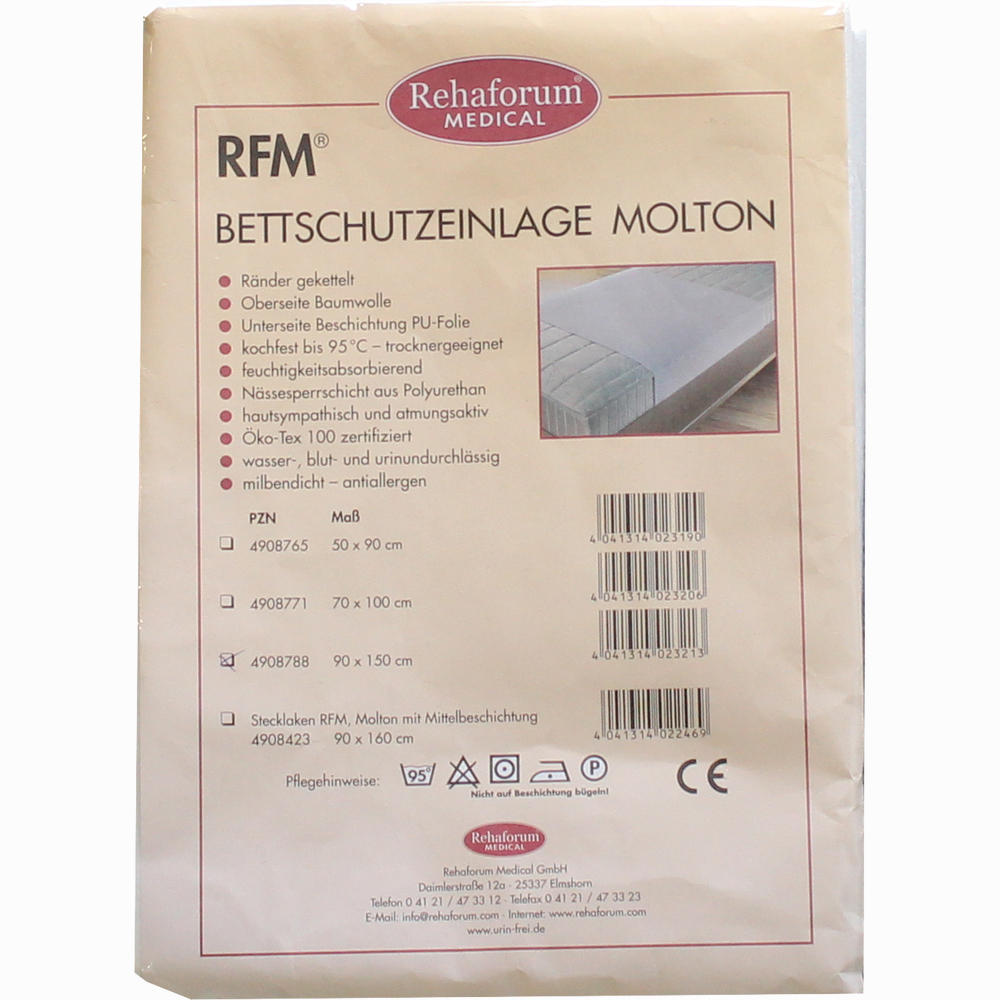 Rehaforum®
MEDICAL
RFM®
BETTSCHUTZEINLAGE MOLTON
Ränder gekettelt
Oberseite Baumwolle
Unterseite Beschichtung PU-Folie
kochfest bis 95°C – trocknergeeignet
feuchtigkeitsabsorbierend
Nässesperrschicht aus Polyurethan
hautsympathisch und atmungsaktiv
Öko-Tex 100 zertifiziert
wasser-, blut- und urinundurchlässig
milbendicht – antiallergen
PZN Maß
4908765 50 x 90 cm
4 041314 023190
4908771 70 x 100 cm
4 041314 023206
4908788 90 x 150 cm
4 041314 023213
Stecklaken RFM, Molton mit Mittelbeschichtung
4908423 90 x 160 cm
4 041314 022469
Pflegehinweise: 95° P CE
Nicht auf Beschichtung bügeln!
Rehaforum
MEDICAL
Rehaforum Medical GmbH
Daimlerstraße 12a · 25337 Elmshorn
Telefon 0 41 21 / 47 33 12 · Telefax 0 41 21 / 47 33 23
E-Mail: info@rehaforum.com · Internet: www.rehaforum.com
www.urin-frei.de